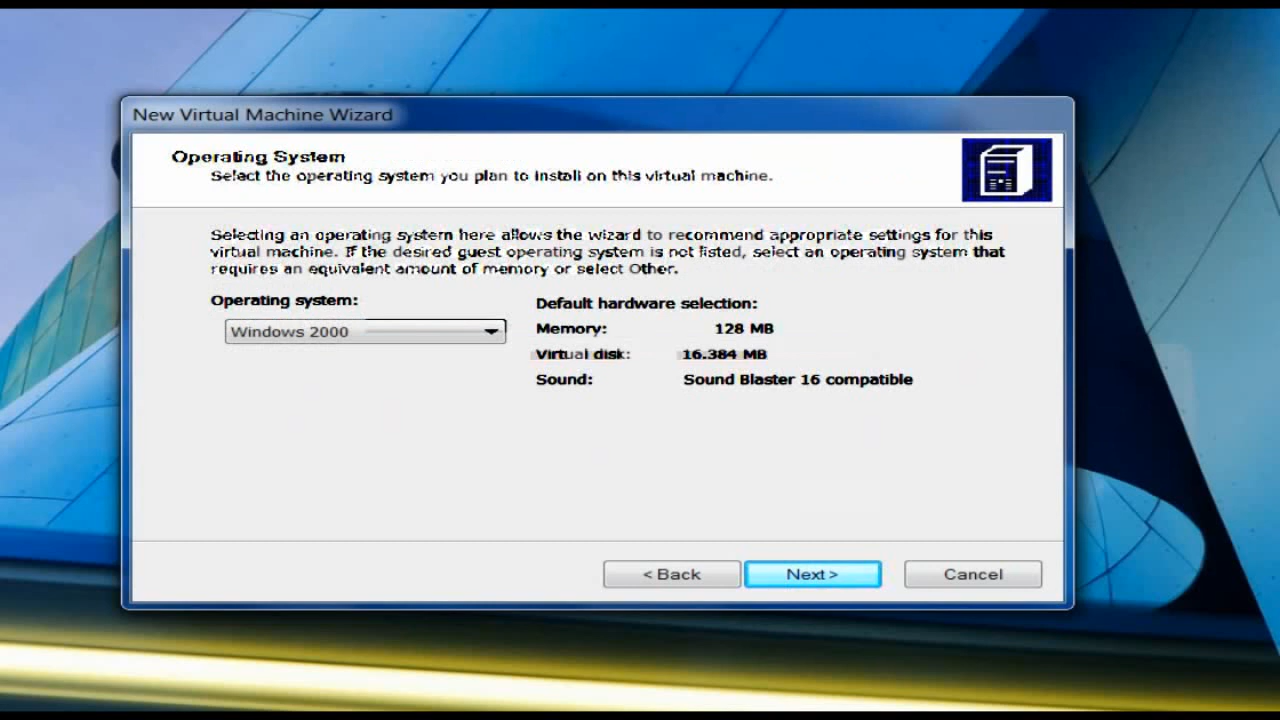 New Virtual Machine Wizard
Operating System
Select the operating system you plan to install on this virtual machine.
Selecting an operating system here allows the wizard to recommend appropriate settings for this
virtual machine. If the desired guest operating system is not listed, select an operating system that
requires an equivalent amount of memory or select Other.
Operating system:
Default hardware selection:
Windows 2000
Memory: 128 MB
Virtual disk: 16.384 MB
Sound: Sound Blaster 16 compatible
< Back Next > Cancel